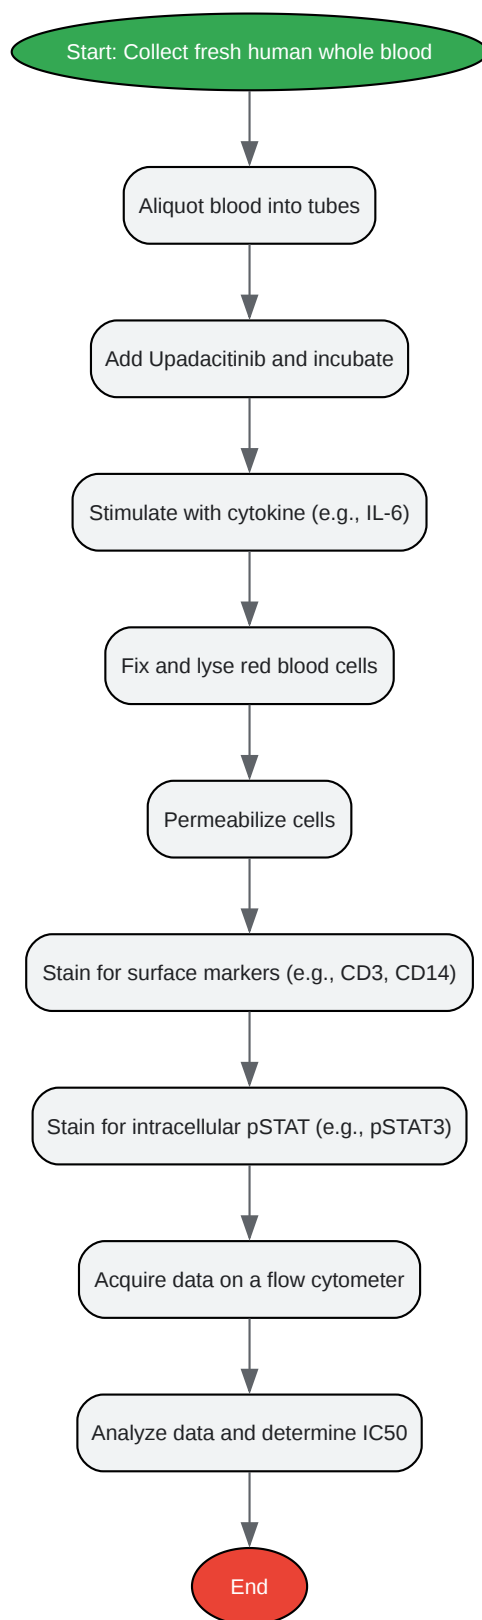 Start: Collect fresh human whole blood
Aliquot blood into tubes
Add Upadacitinib and incubate
Stimulate with cytokine (e.g., IL-6)
Fix and lyse red blood cells
Permeabilize cells
Stain for surface markers (e.g., CD3, CD14)
Stain for intracellular pSTAT (e.g., pSTAT3)
Acquire data on a flow cytometer
Analyze data and determine IC50
End